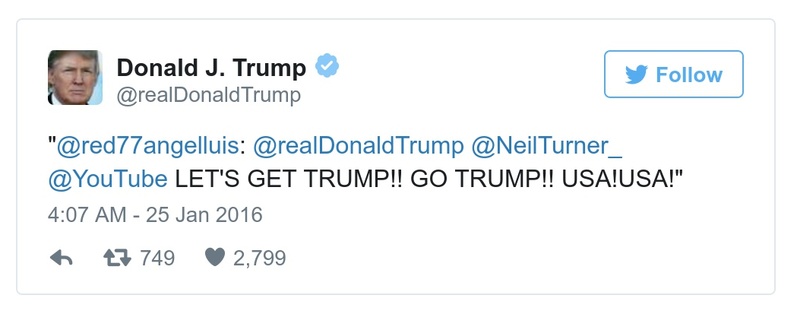 Donald J. Trump
@realDonaldTrump
Follow
"@red77angelluis: @realDonaldTrump @NeilTurner_
@YouTube LET'S GET TRUMP!! GO TRUMP!! USA!USA!"
4:07 AM - 25 Jan 2016
749 2,799